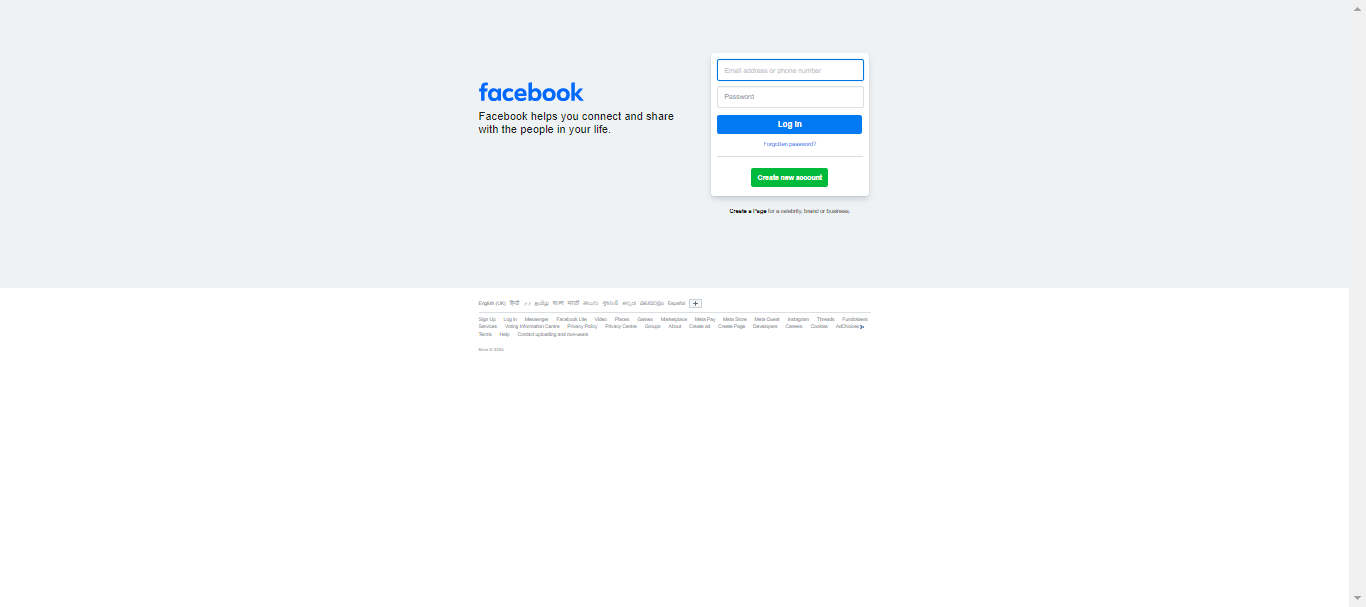 facebook
Facebook helps you connect and share
with the people in your life.
Email address or phone number
Password
Log in
Forgotten password?
Create new account
Create a Page for a celebrity, brand or business.
English (UK) हिन्दी தமிழ் বাংলা मराठी తెలుగు ગુજરાતી ಕನ್ನಡ മലയാളം Español
Sign Up Log in Messenger Facebook Lite Video Places Games Marketplace Meta Pay Meta Store Meta Quest Instagram Threads Fundraisers
Services Voting Information Centre Privacy Policy Privacy Centre Groups About Create ad Create Page Developers Careers Cookies AdChoices
Terms Help Contact uploading and non-users
Meta © 2024